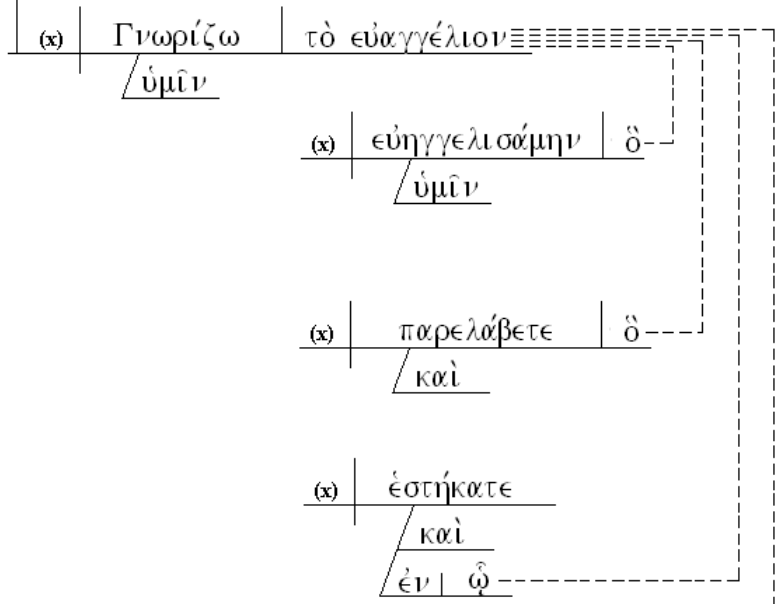 (x) Γνωρίζω τὸ εὐαγγέλιον
ὑμῖν
(x) εὐηγγελισάμην ὃ
ὑμῖν
(x) παρελάβετε ὃ
καὶ
(x) ἑστήκατε
καὶ
ἐν ᾧ